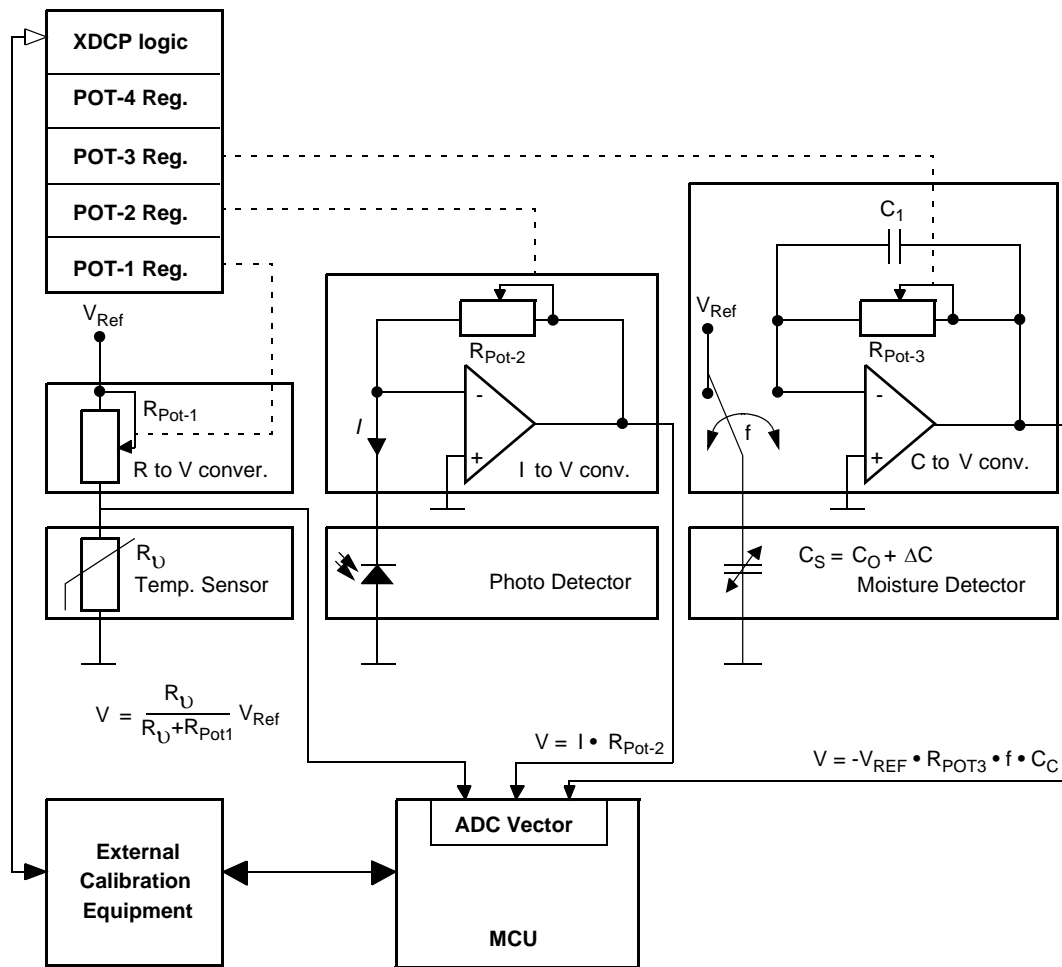 XDCP logic
POT-4 Reg.
POT-3 Reg.
POT-2 Reg.
POT-1 Reg.
C1
VRef
VRef
RPot-2
RPot-3
RPot-1
-
-
I
f
+
+
R to V conver.
I to V conv.
C to V conv.
Rυ
Temp. Sensor
Photo Detector
CS = CO + ΔC
Moisture Detector
V = Rυ / Rυ+RPot1 VRef
V = I • RPot-2
V = -VREF • RPOT3 • f • CC
ADC Vector
External
Calibration
Equipment
MCU